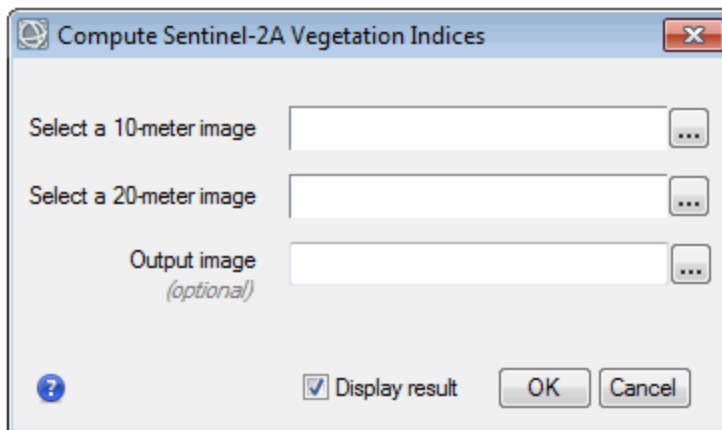 Compute Sentinel-2A Vegetation Indices
Select a 10-meter image
...
Select a 20-meter image
...
Output image
...
(optional)
?
Display result
OK
Cancel